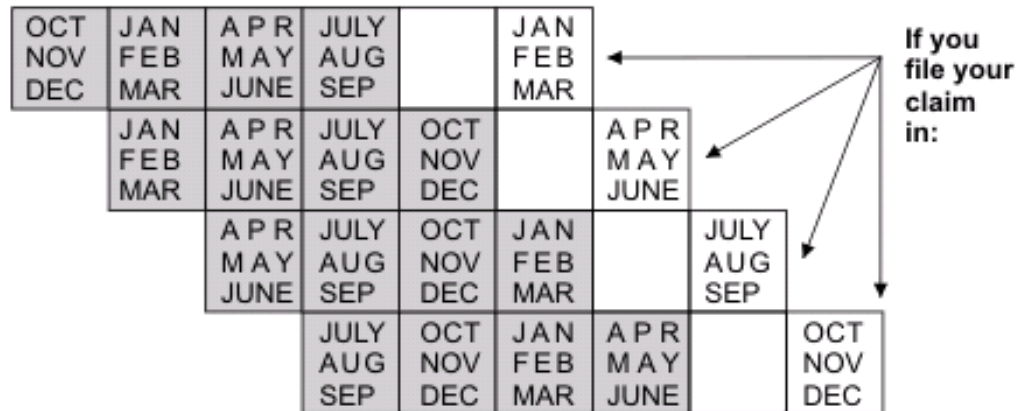 OCT JAN APR JULY JAN
NOV FEB MAY AUG FEB
DEC MAR JUNE SEP MAR
JAN APR JULY OCT APR
FEB MAY AUG NOV MAY
MAR JUNE SEP DEC JUNE
APR JULY OCT JAN JULY
MAY AUG NOV FEB AUG
JUNE SEP DEC MAR SEP
JULY OCT JAN APR OCT
AUG NOV FEB MAY NOV
SEP DEC MAR JUNE DEC
If you
file your
claim
in: